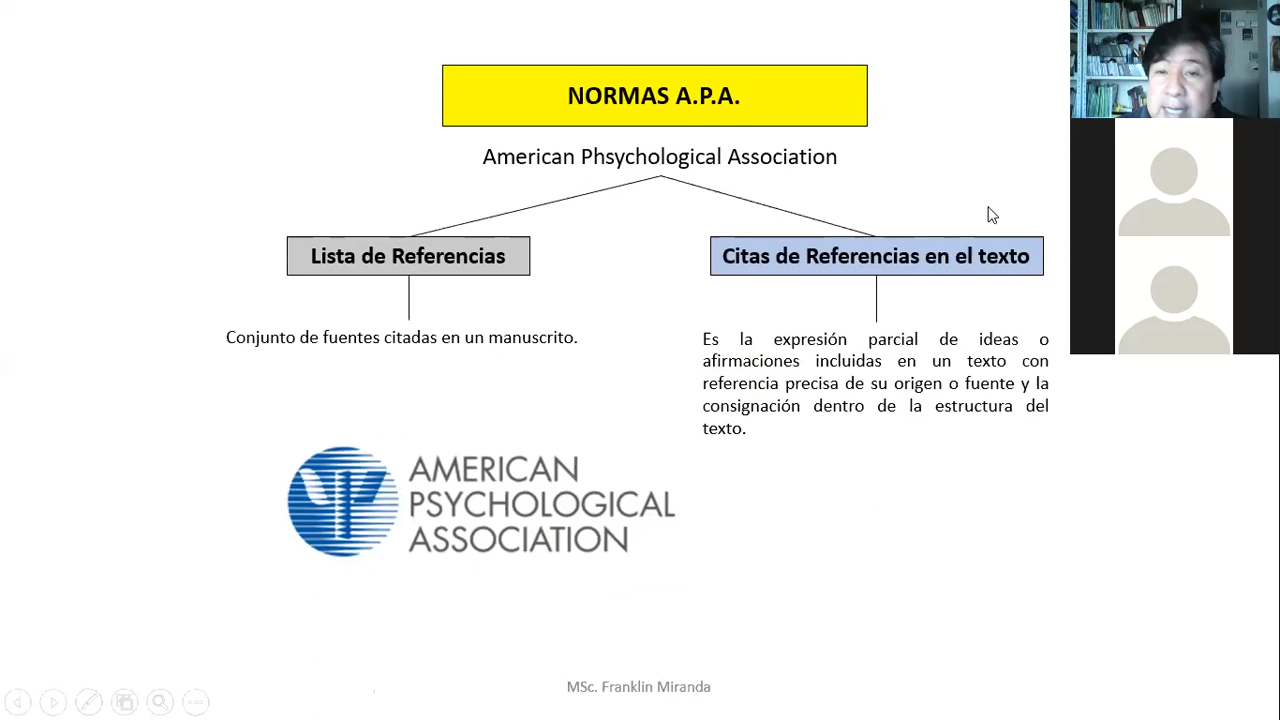 NORMAS A.P.A.
American Phsychological Association
Lista de Referencias
Citas de Referencias en el texto
Conjunto de fuentes citadas en un manuscrito.
Es la expresión parcial de ideas o
afirmaciones incluidas en un texto con
referencia precisa de su origen o fuente y la
consignación dentro de la estructura del
texto.
AMERICAN
PSYCHOLOGICAL
ASSOCIATION
MSc. Franklin Miranda